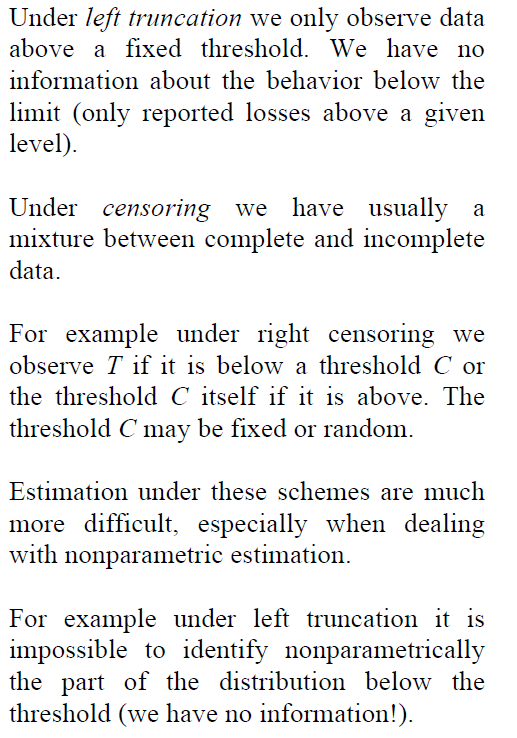 Under left truncation we only observe data
above a fixed threshold. We have no
information about the behavior below the
limit (only reported losses above a given
level).
Under censoring we have usually a
mixture between complete and incomplete
data.
For example under right censoring we
observe T if it is below a threshold C or
the threshold C itself if it is above. The
threshold C may be fixed or random.
Estimation under these schemes are much
more difficult, especially when dealing
with nonparametric estimation.
For example under left truncation it is
impossible to identify nonparametrically
the part of the distribution below the
threshold (we have no information!).